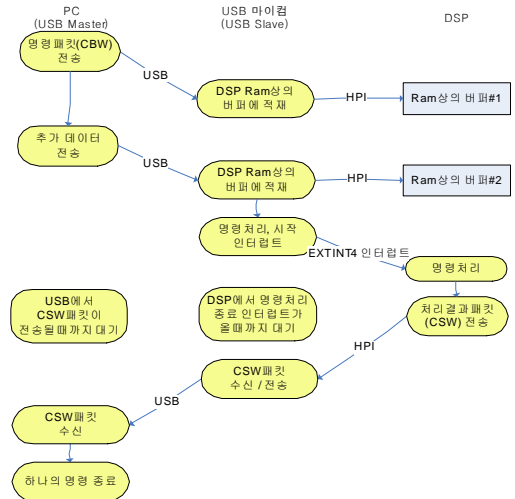 PC
(USB Master)
USB 마이컴
(USB Slave)
DSP
명령패킷(CBW)
전송
USB
DSP Ram상의
버퍼에 적재
HPI
Ram상의 버퍼#1
추가 데이터
전송
USB
DSP Ram상의
버퍼에적재
HPI
Ram상의 버퍼#2
명령처리, 시작
인터럽트
EXTINT4 인터럽트
명령처리
USB에서
CSW패킷이
전송될때까지 대기
DSP에서 명령처리
종료 인터럽트가
올때까지 대기
처리결과패킷
(CSW) 전송
HPI
CSW패킷
수신 / 전송
USB
CSW패킷
수신
하나의 명령 종료